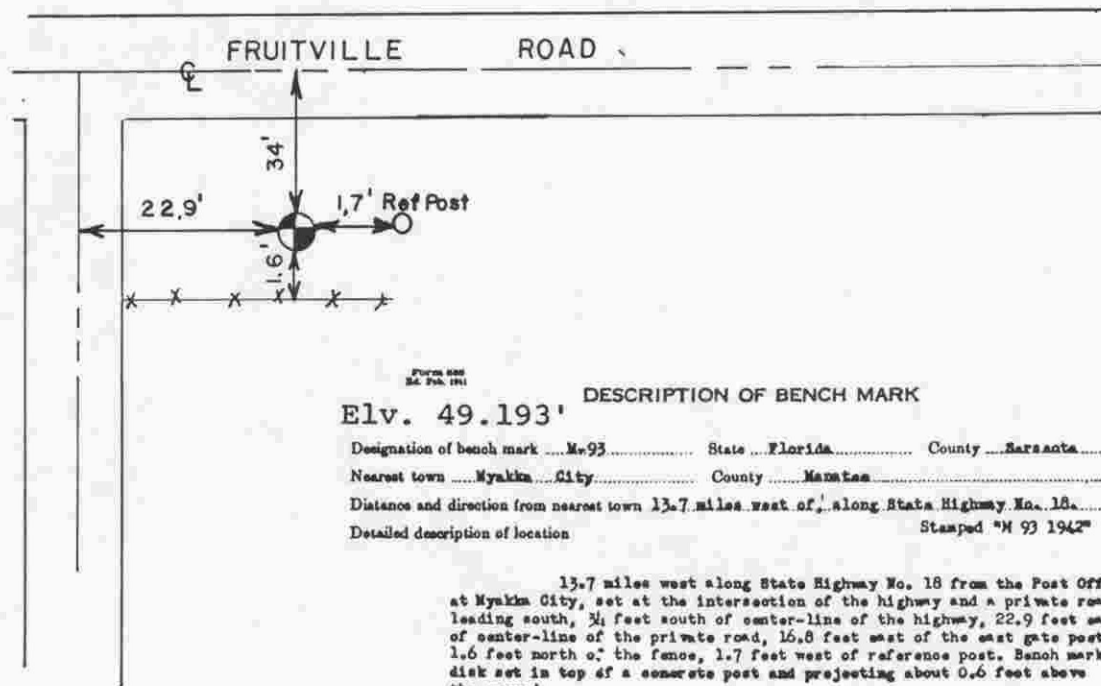 FRUITVILLE ROAD
℄
34'
22.9' 1.7' Ref Post
1.6'
Form 685
Ed. Feb. 1941
DESCRIPTION OF BENCH MARK
Elv. 49.193'
Designation of bench mark M-93 State Florida County Sarasota
Nearest town Myakka City County Manatee
Distance and direction from nearest town 13.7 miles west of, along State Highway No. 18.
Detailed description of location Stamped "M 93 1942"
13.7 miles west along State Highway No. 18 from the Post Off
at Myakka City, set at the intersection of the highway and a private roa
leading south, 34 feet south of center-line of the highway, 22.9 feet ea
of center-line of the private road, 16.8 feet east of the east gate post
1.6 feet north of the fence, 1.7 feet west of reference post. Bench mark
disk set in top of a concrete post and projecting about 0.6 feet above